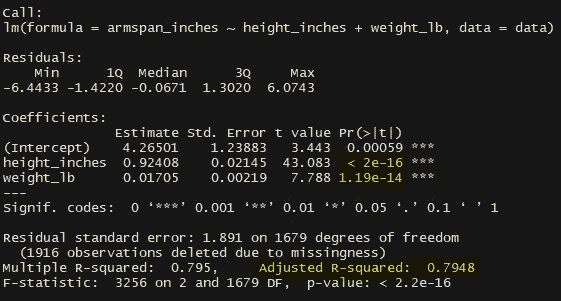 Call:
lm(formula = armspan_inches ~ height_inches + weight_lb, data = data)
Residuals:
Min 1Q Median 3Q Max
-6.4433 -1.4220 -0.0671 1.3020 6.0743
Coefficients:
Estimate Std. Error t value Pr(>|t|)
(Intercept) 4.26501 1.23883 3.443 0.00059 ***
height_inches 0.92408 0.02145 43.083 < 2e-16 ***
weight_lb 0.01705 0.00219 7.788 1.19e-14 ***
---
Signif. codes: 0 ‘***’ 0.001 ‘**’ 0.01 ‘*’ 0.05 ‘.’ 0.1 ‘ ’ 1
Residual standard error: 1.891 on 1679 degrees of freedom
(1916 observations deleted due to missingness)
Multiple R-squared: 0.795, Adjusted R-squared: 0.7948
F-statistic: 3256 on 2 and 1679 DF, p-value: < 2.2e-16